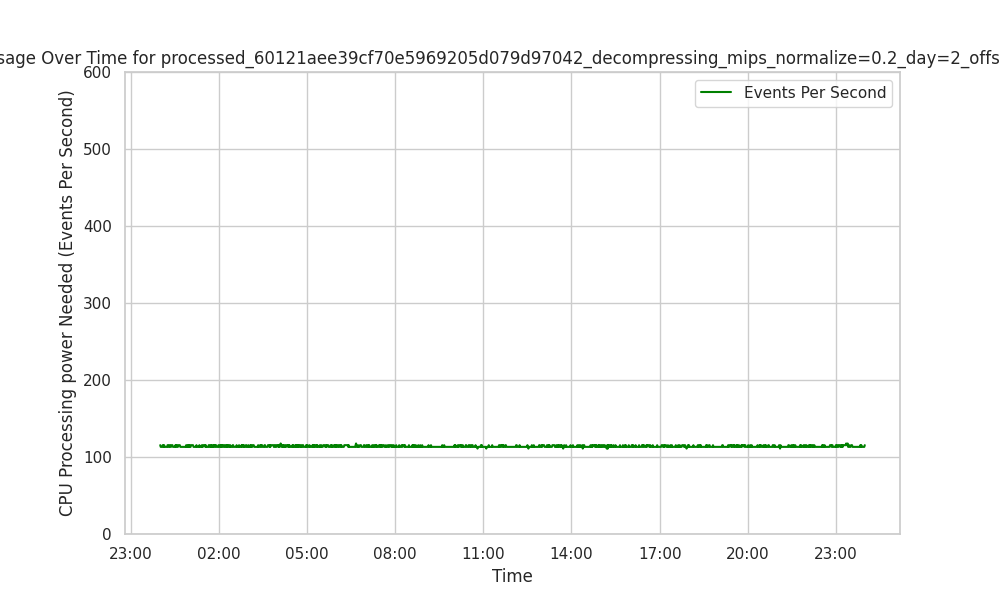 sage Over Time for processed_60121aee39cf70e5969205d079d97042_decompressing_mips_normalize=0.2_day=2_offs
Events Per Second
CPU Processing power Needed (Events Per Second)
600
500
400
300
200
100
0
23:00 02:00 05:00 08:00 11:00 14:00 17:00 20:00 23:00
Time